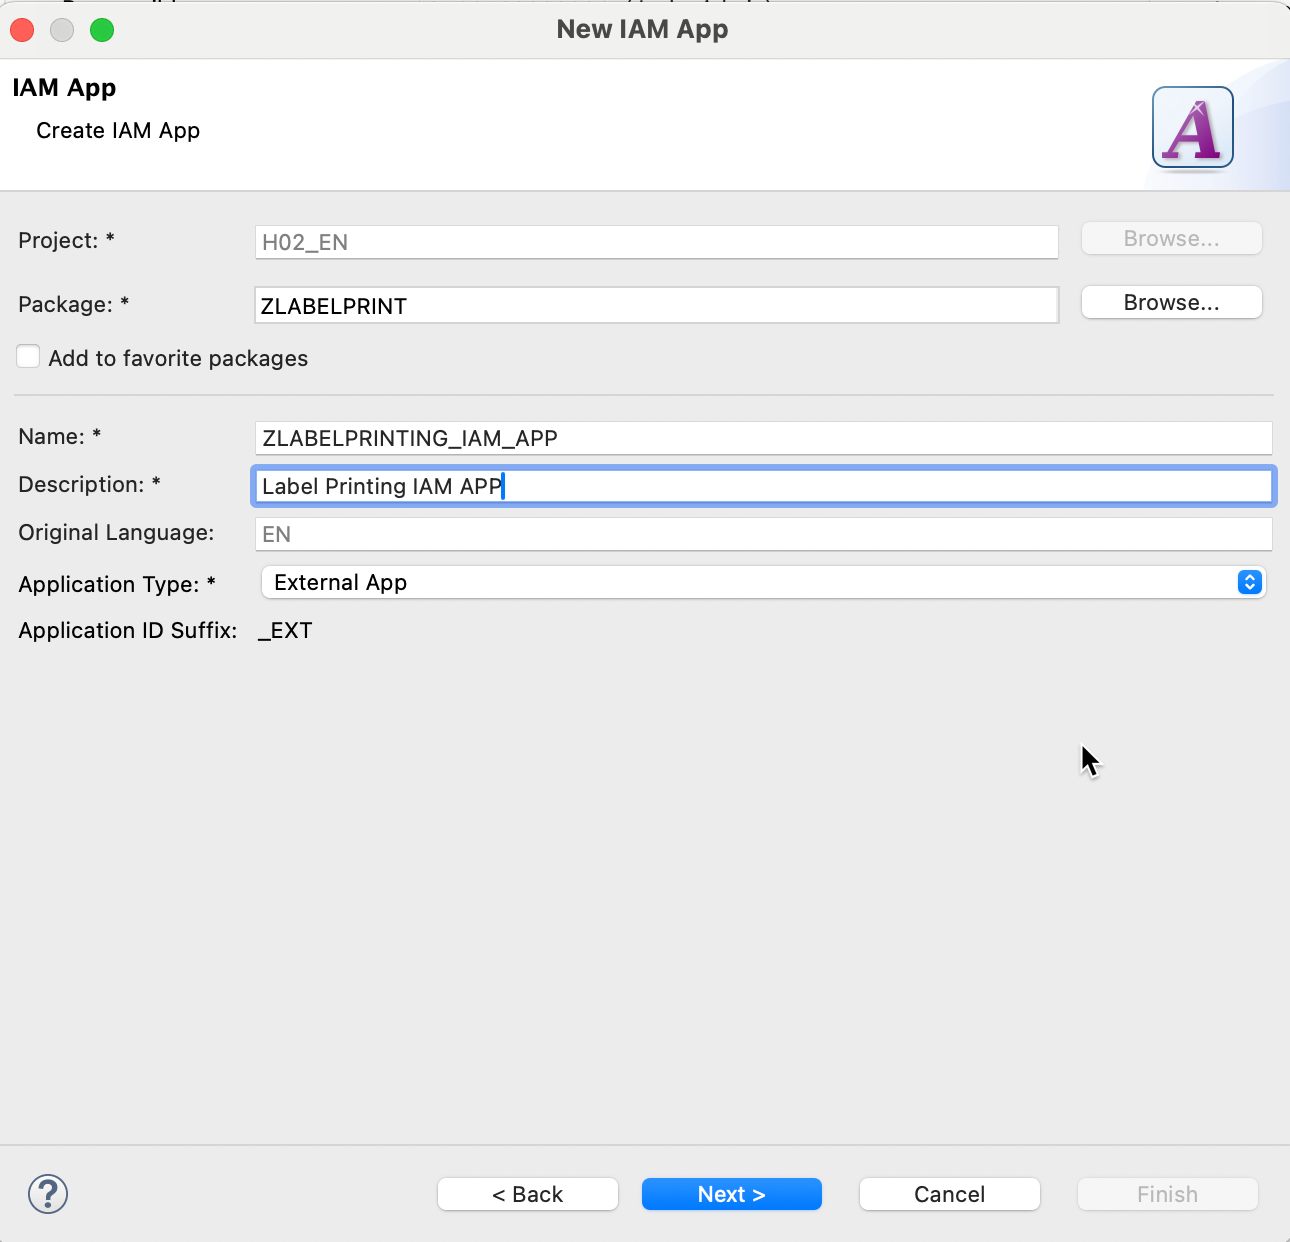 New IAM App
IAM App
Create IAM App
A
Project: * H02_EN Browse...
Package: * ZLABELPRINT Browse...
Add to favorite packages
Name: * ZLABELPRINTING_IAM_APP
Description: * Label Printing IAM APP
Original Language: EN
Application Type: * External App
Application ID Suffix: _EXT
? < Back Next > Cancel Finish